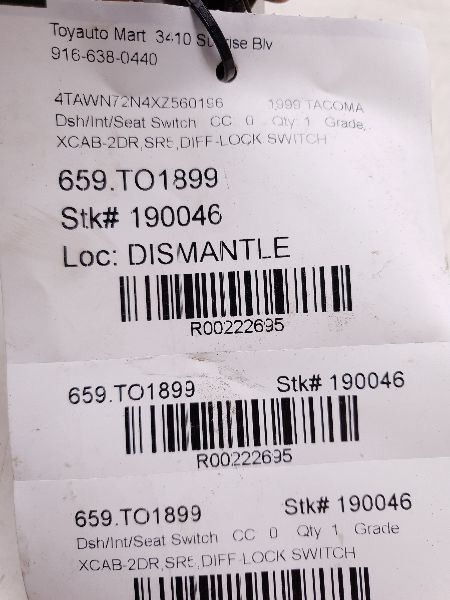 Toyauto Mart 3410 Sunrise Blv
916-638-0440
4TAWN72N4XZ560196 1999 TACOMA
Dsh/Int/Seat Switch CC 0 Qty 1 Grade,
XCAB-2DR,SR5,DIFF-LOCK SWITCH
659.TO1899
Stk# 190046
Loc: DISMANTLE
R00222695
659.TO1899 Stk# 190046
R00222695
659.TO1899 Stk# 190046
Dsh/Int/Seat Switch CC 0 Qty 1 Grade
XCAB-2DR,SR5,DIFF-LOCK SWITCH